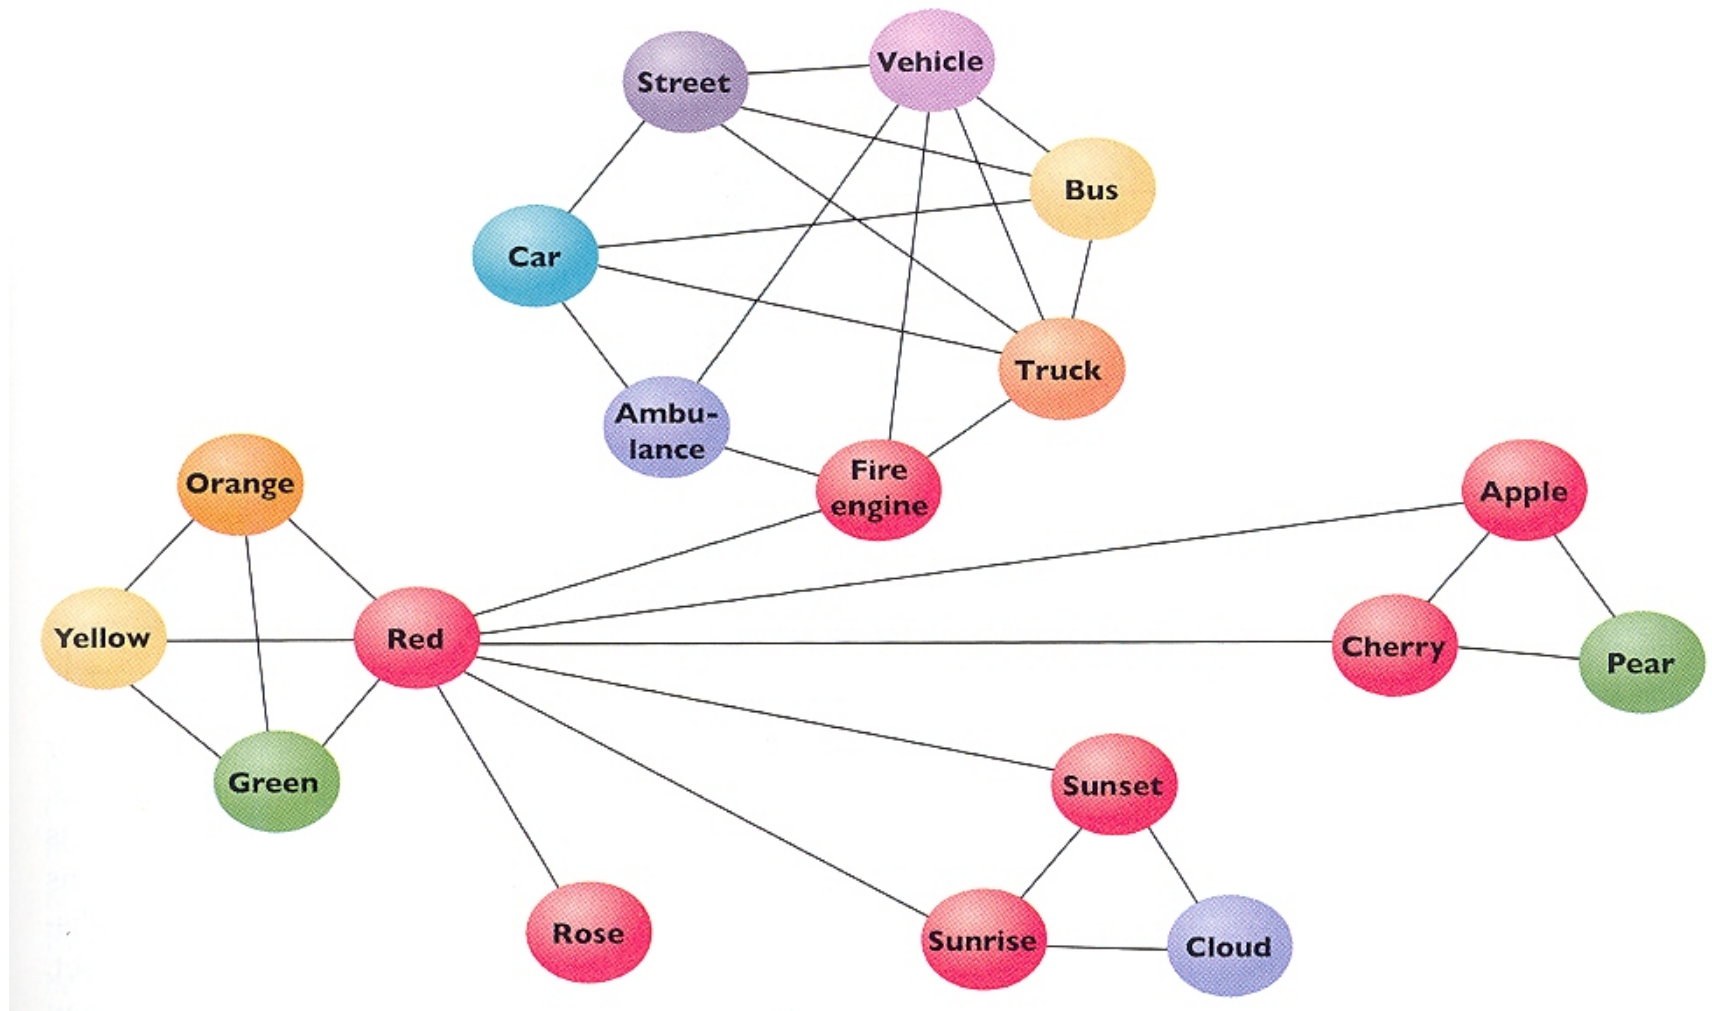 Vehicle
Street
Bus
Car
Truck
Ambu-
lance
Fire
engine
Orange
Apple
Yellow
Red
Cherry
Pear
Green
Sunset
Rose
Sunrise
Cloud